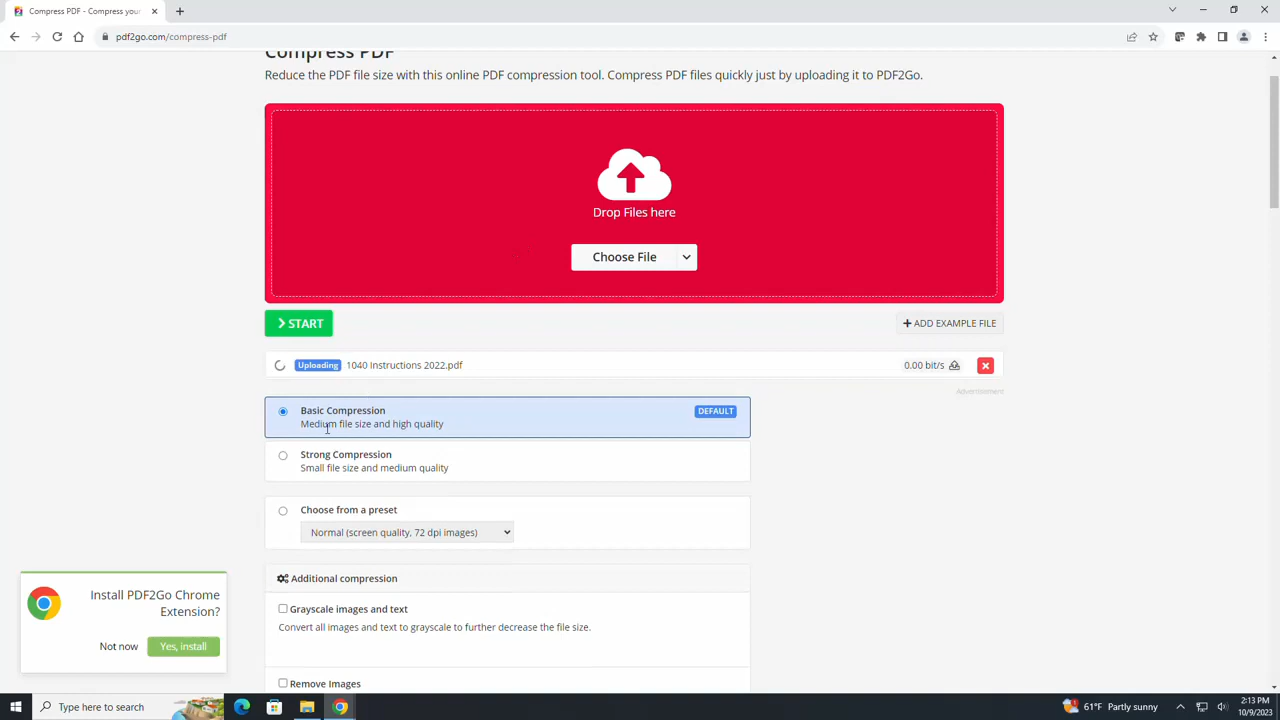 Compress PDF - Compress your
pdf2go.com/compress-pdf
Compress PDF
Reduce the PDF file size with this online PDF compression tool. Compress PDF files quickly just by uploading it to PDF2Go.
Drop Files here
Choose File
START
ADD EXAMPLE FILE
Uploading 1040 Instructions 2022.pdf 0.00 bit/s
Advertisement
Basic Compression DEFAULT
Medium file size and high quality
Strong Compression
Small file size and medium quality
Choose from a preset
Normal (screen quality, 72 dpi images)
Additional compression
Grayscale images and text
Convert all images and text to grayscale to further decrease the file size.
Remove Images
Install PDF2Go Chrome
Extension?
Not now Yes, install
Type here to search
61°F Partly sunny
2:13 PM
10/9/2023